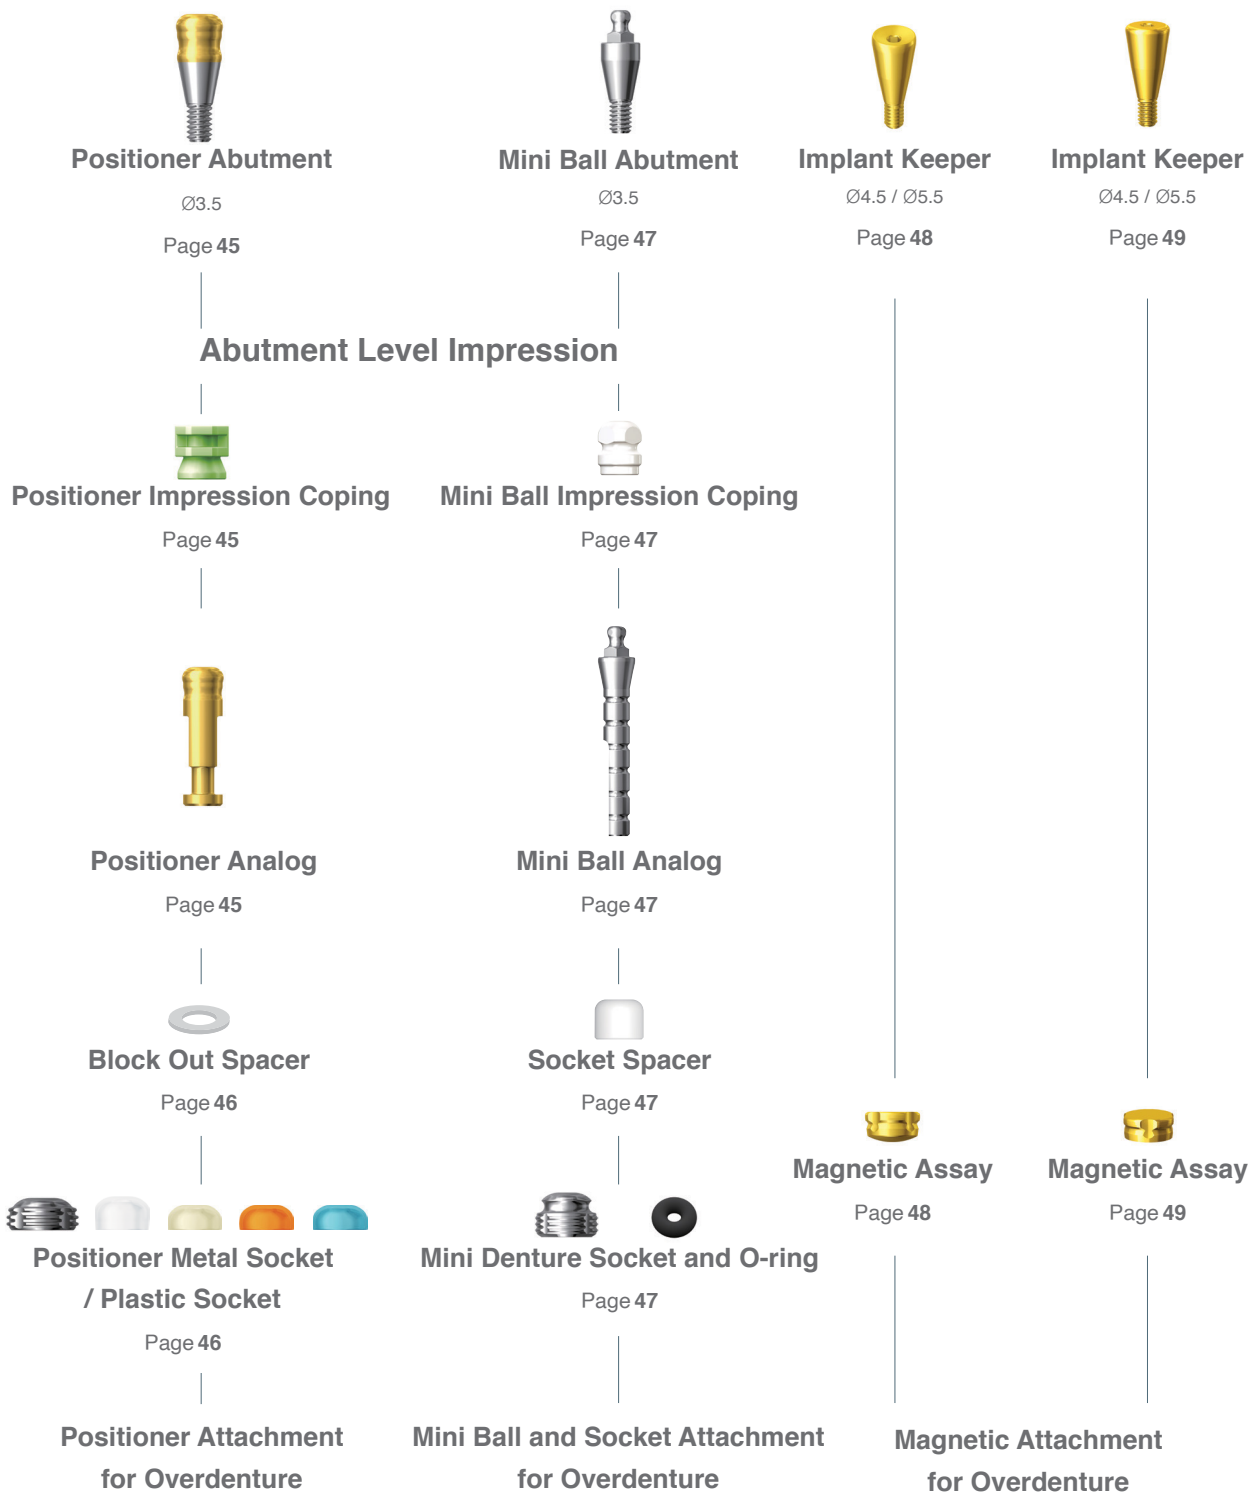 Positioner Abutment
Ø3.5
Page 45
Mini Ball Abutment
Ø3.5
Page 47
Implant Keeper
Ø4.5 / Ø5.5
Page 48
Implant Keeper
Ø4.5 / Ø5.5
Page 49
Abutment Level Impression
Positioner Impression Coping
Page 45
Mini Ball Impression Coping
Page 47
Positioner Analog
Page 45
Mini Ball Analog
Page 47
Block Out Spacer
Page 46
Socket Spacer
Page 47
Magnetic Assay
Page 48
Magnetic Assay
Page 49
Positioner Metal Socket
/ Plastic Socket
Page 46
Mini Denture Socket and O-ring
Page 47
Positioner Attachment
for Overdenture
Mini Ball and Socket Attachment
for Overdenture
Magnetic Attachment
for Overdenture